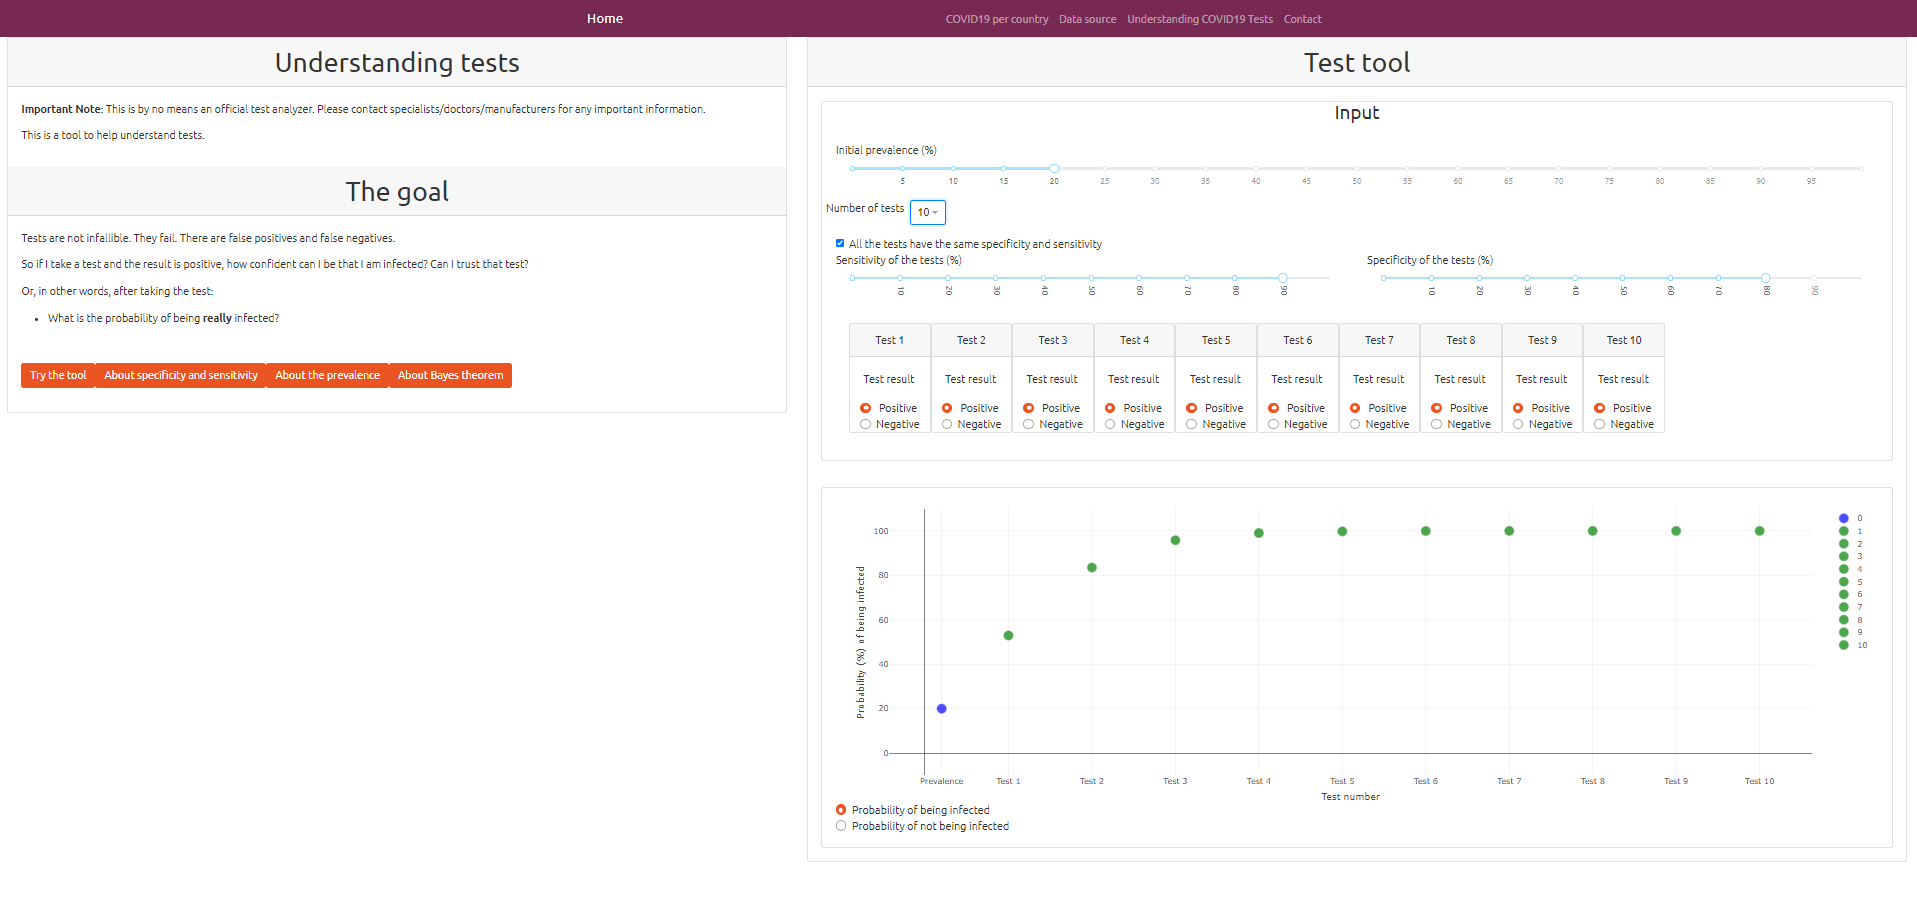 Home
COVID19 per country Data source Understanding COVID19 Tests Contact
Understanding tests
Important Note: This is by no means an official test analyzer. Please contact specialists/doctors/manufacturers for any important information.
This is a tool to help understand tests.
The goal
Tests are not infallible. They fail. There are false positives and false negatives.
So if I take a test and the result is positive, how confident can I be that I am infected? Can I trust that test?
Or, in other words, after taking the test:
What is the probability of being really infected?
Try the tool About specificity and sensitivity About the prevalence About Bayes theorem
Test tool
Input
Initial prevalence (%)
5 10 15 20 25 30 35 40 45 50 55 60 65 70 75 80 85 90 95
Number of tests 10
All the tests have the same specificity and sensitivity
Sensitivity of the tests (%)
10 20 30 40 50 60 70 80 90
Specificity of the tests (%)
10 20 30 40 50 60 70 80 90
Test 1 Test 2 Test 3 Test 4 Test 5 Test 6 Test 7 Test 8 Test 9 Test 10
Test result Test result Test result Test result Test result Test result Test result Test result Test result Test result
Positive Positive Positive Positive Positive Positive Positive Positive Positive Positive
Negative Negative Negative Negative Negative Negative Negative Negative Negative Negative
Probability (%) of being infected
100
80
60
40
20
0
Prevalence Test 1 Test 2 Test 3 Test 4 Test 5 Test 6 Test 7 Test 8 Test 9 Test 10
Test number
0
1
2
3
4
5
6
7
8
9
10
Probability of being infected
Probability of not being infected